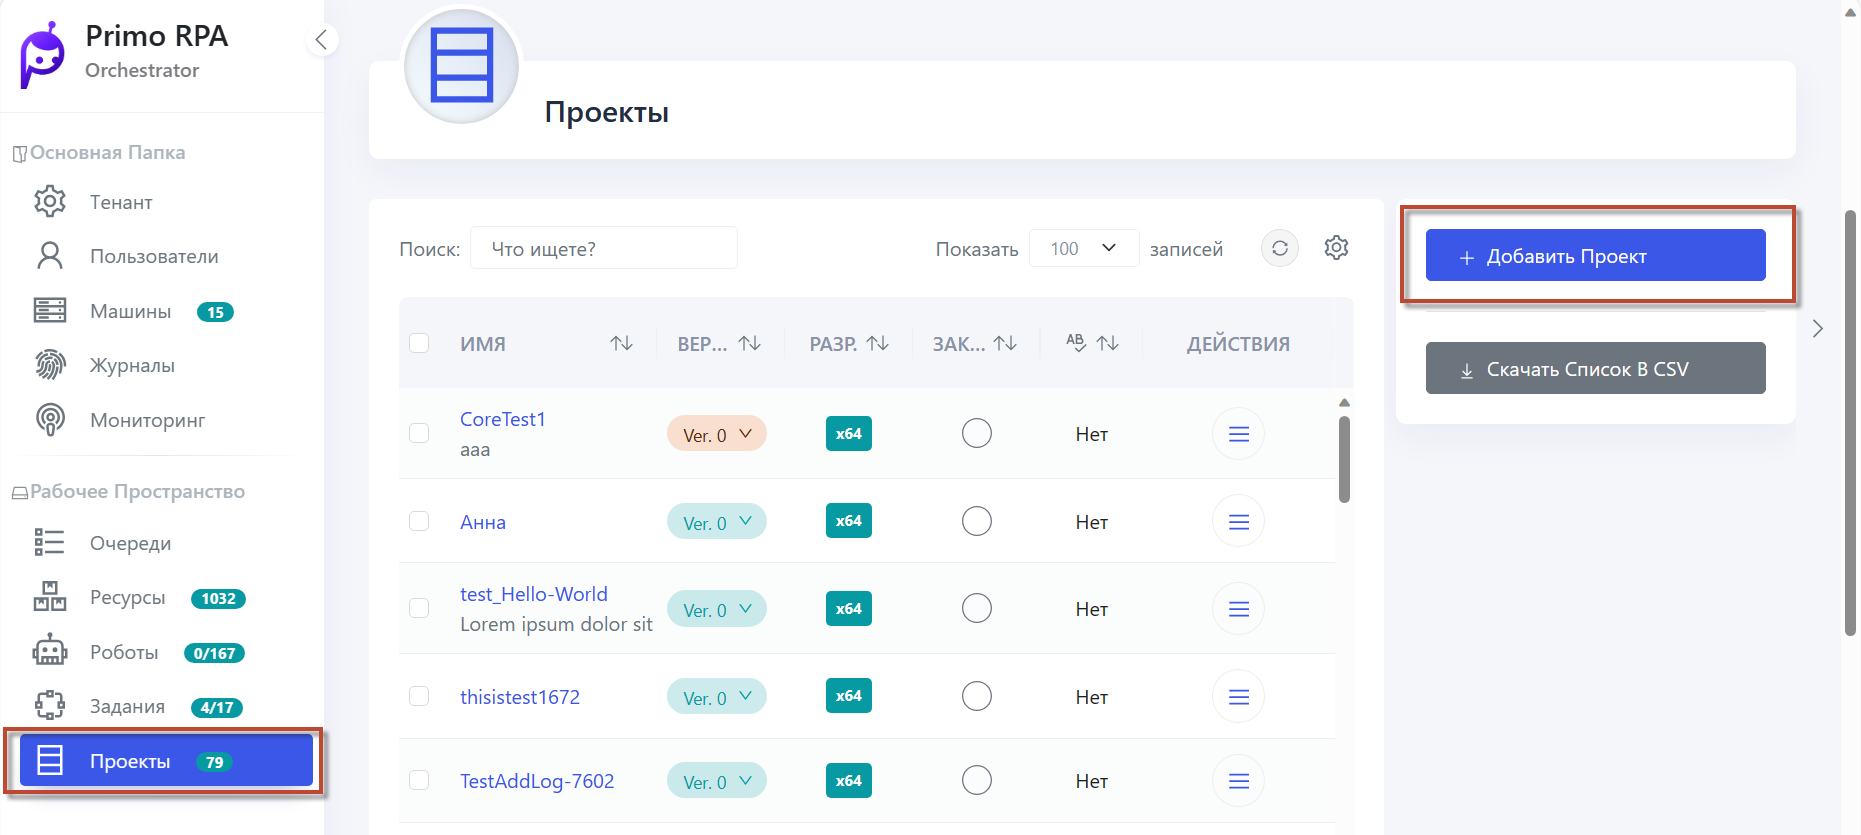 Primo RPA
Orchestrator
Основная Папка
Тенант
Пользователи
Машины 15
Журналы
Мониторинг
Рабочее Пространство
Очереди
Ресурсы 1032
Роботы 0/167
Задания 4/17
Проекты 79
Проекты
Поиск: Что ищете? Показать 100 записей
ИМЯ ВЕР... РАЗР. ЗАК... AB ДЕЙСТВИЯ
CoreTest1
aaa
Ver. 0 x64 Нет
Анна Ver. 0 x64 Нет
test_Hello-World
Lorem ipsum dolor sit
Ver. 0 x64 Нет
thisistest1672 Ver. 0 x64 Нет
TestAddLog-7602 Ver. 0 x64 Нет
Добавить Проект
Скачать Список В CSV